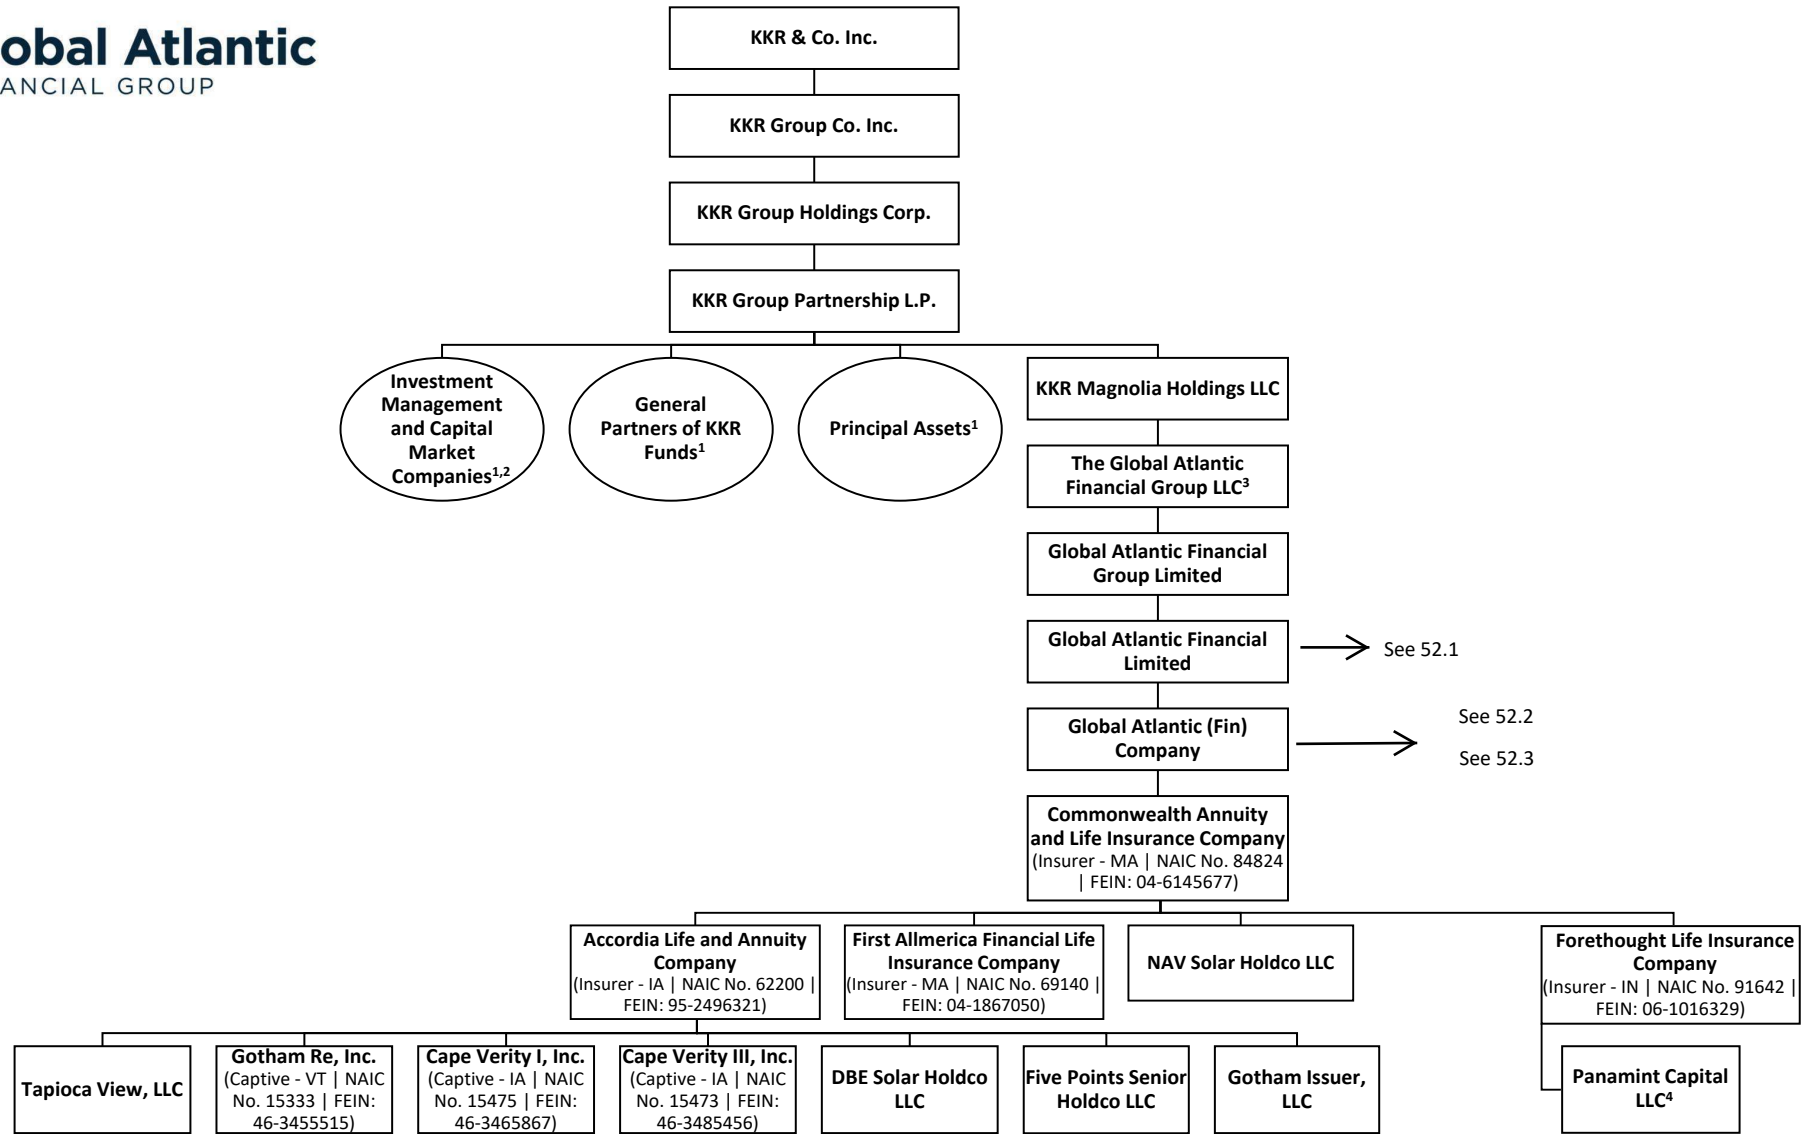 obal Atlantic
ANCIAL GROUP
KKR & Co. Inc.
KKR Group Co. Inc.
KKR Group Holdings Corp.
KKR Group Partnership L.P.
Investment
Management
and Capital
Market
Companies1,2
General
Partners of KKR
Funds1
Principal Assets1
KKR Magnolia Holdings LLC
The Global Atlantic
Financial Group LLC3
Global Atlantic Financial
Group Limited
Global Atlantic Financial
Limited
See 52.1
Global Atlantic (Fin)
Company
See 52.2
See 52.3
Commonwealth Annuity
and Life Insurance Company
(Insurer - MA | NAIC No. 84824
| FEIN: 04-6145677)
Accordia Life and Annuity
Company
(Insurer - IA | NAIC No. 62200 |
FEIN: 95-2496321)
First Allmerica Financial Life
Insurance Company
(Insurer - MA | NAIC No. 69140 |
FEIN: 04-1867050)
NAV Solar Holdco LLC
Forethought Life Insurance
Company
(Insurer - IN | NAIC No. 91642 |
FEIN: 06-1016329)
Tapioca View, LLC
Gotham Re, Inc.
(Captive - VT | NAIC
No. 15333 | FEIN:
46-3455515)
Cape Verity I, Inc.
(Captive - IA | NAIC
No. 15475 | FEIN:
46-3465867)
Cape Verity III, Inc.
(Captive - IA | NAIC
No. 15473 | FEIN:
46-3485456)
DBE Solar Holdco
LLC
Five Points Senior
Holdco LLC
Gotham Issuer,
LLC
Panamint Capital
LLC4